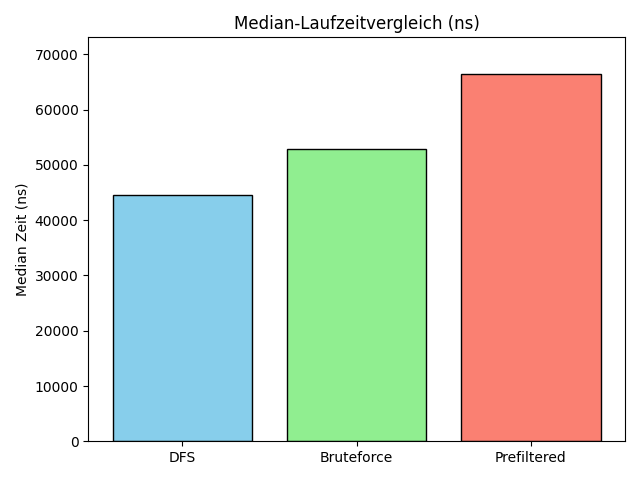 Median-Laufzeitvergleich (ns)
Median Zeit (ns)
70000
60000
50000
40000
30000
20000
10000
0
DFS
Bruteforce
Prefiltered